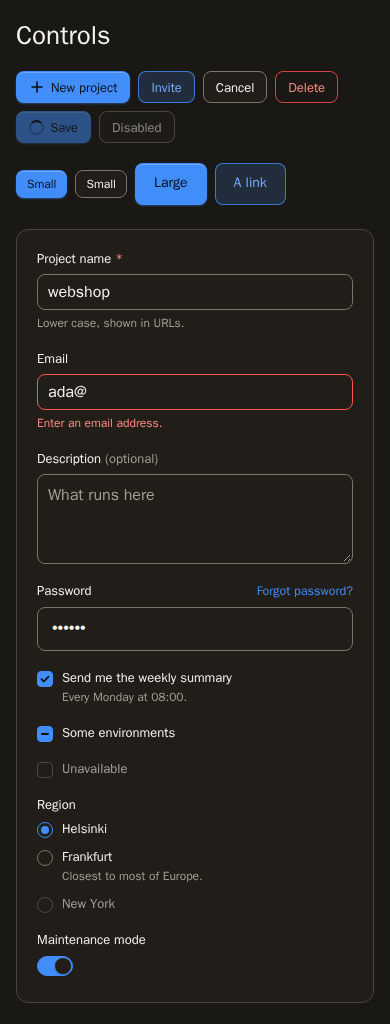 Controls
New project Invite Cancel Delete
Save Disabled
Small Small Large A link
Project name *
webshop
Lower case, shown in URLs.
Email
ada@
Enter an email address.
Description (optional)
What runs here
Password Forgot password?
••••••
Send me the weekly summary
Every Monday at 08:00.
Some environments
Unavailable
Region
Helsinki
Frankfurt
Closest to most of Europe.
New York
Maintenance mode